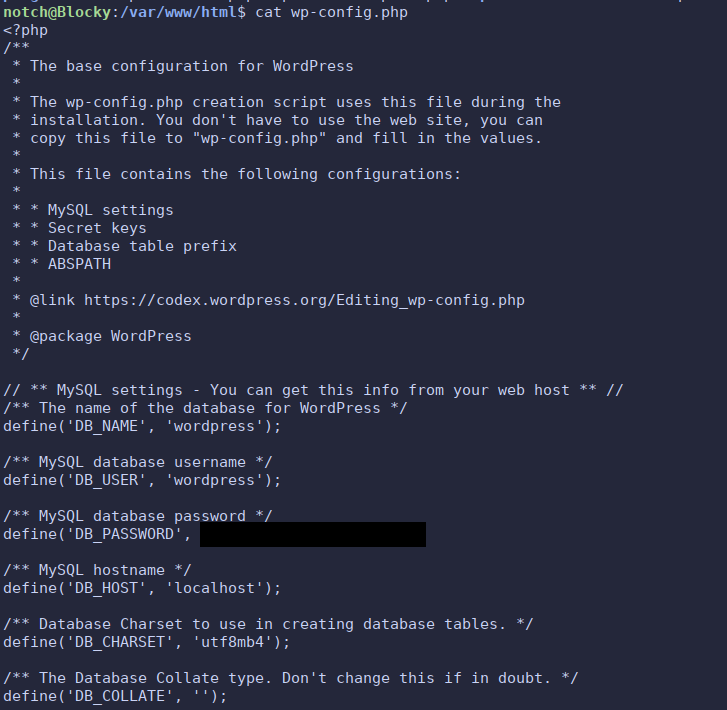 notch@Blocky:/var/www/html$ cat wp-config.php
<?php
/**
 * The base configuration for WordPress
 *
 * The wp-config.php creation script uses this file during the
 * installation. You don't have to use the web site, you can
 * copy this file to "wp-config.php" and fill in the values.
 *
 * This file contains the following configurations:
 *
 * * MySQL settings
 * * Secret keys
 * * Database table prefix
 * * ABSPATH
 *
 * @link https://codex.wordpress.org/Editing_wp-config.php
 *
 * @package WordPress
 */

// ** MySQL settings - You can get this info from your web host ** //
/** The name of the database for WordPress */
define('DB_NAME', 'wordpress');

/** MySQL database username */
define('DB_USER', 'wordpress');

/** MySQL database password */
define('DB_PASSWORD',

/** MySQL hostname */
define('DB_HOST', 'localhost');

/** Database Charset to use in creating database tables. */
define('DB_CHARSET', 'utf8mb4');

/** The Database Collate type. Don't change this if in doubt. */
define('DB_COLLATE', '');